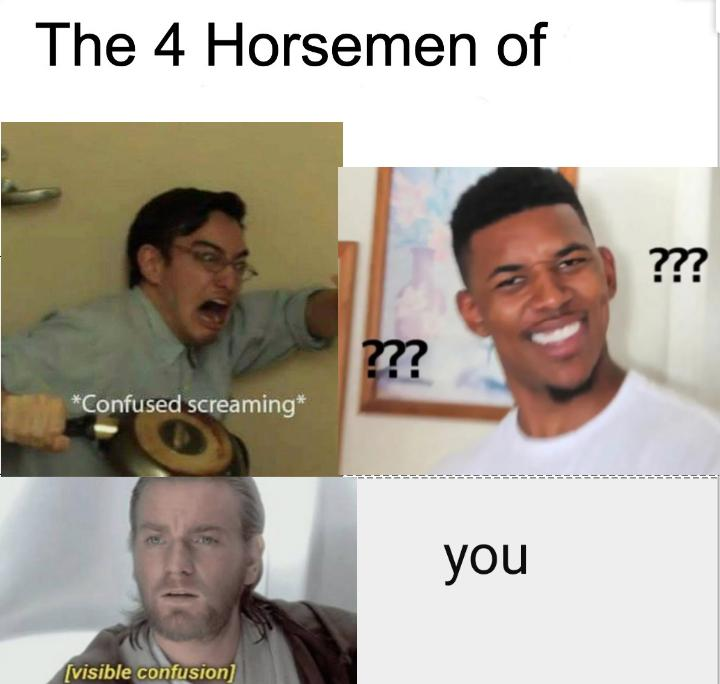 The 4 Horsemen of
???
???
*Confused screaming*
you
[visible confusion]